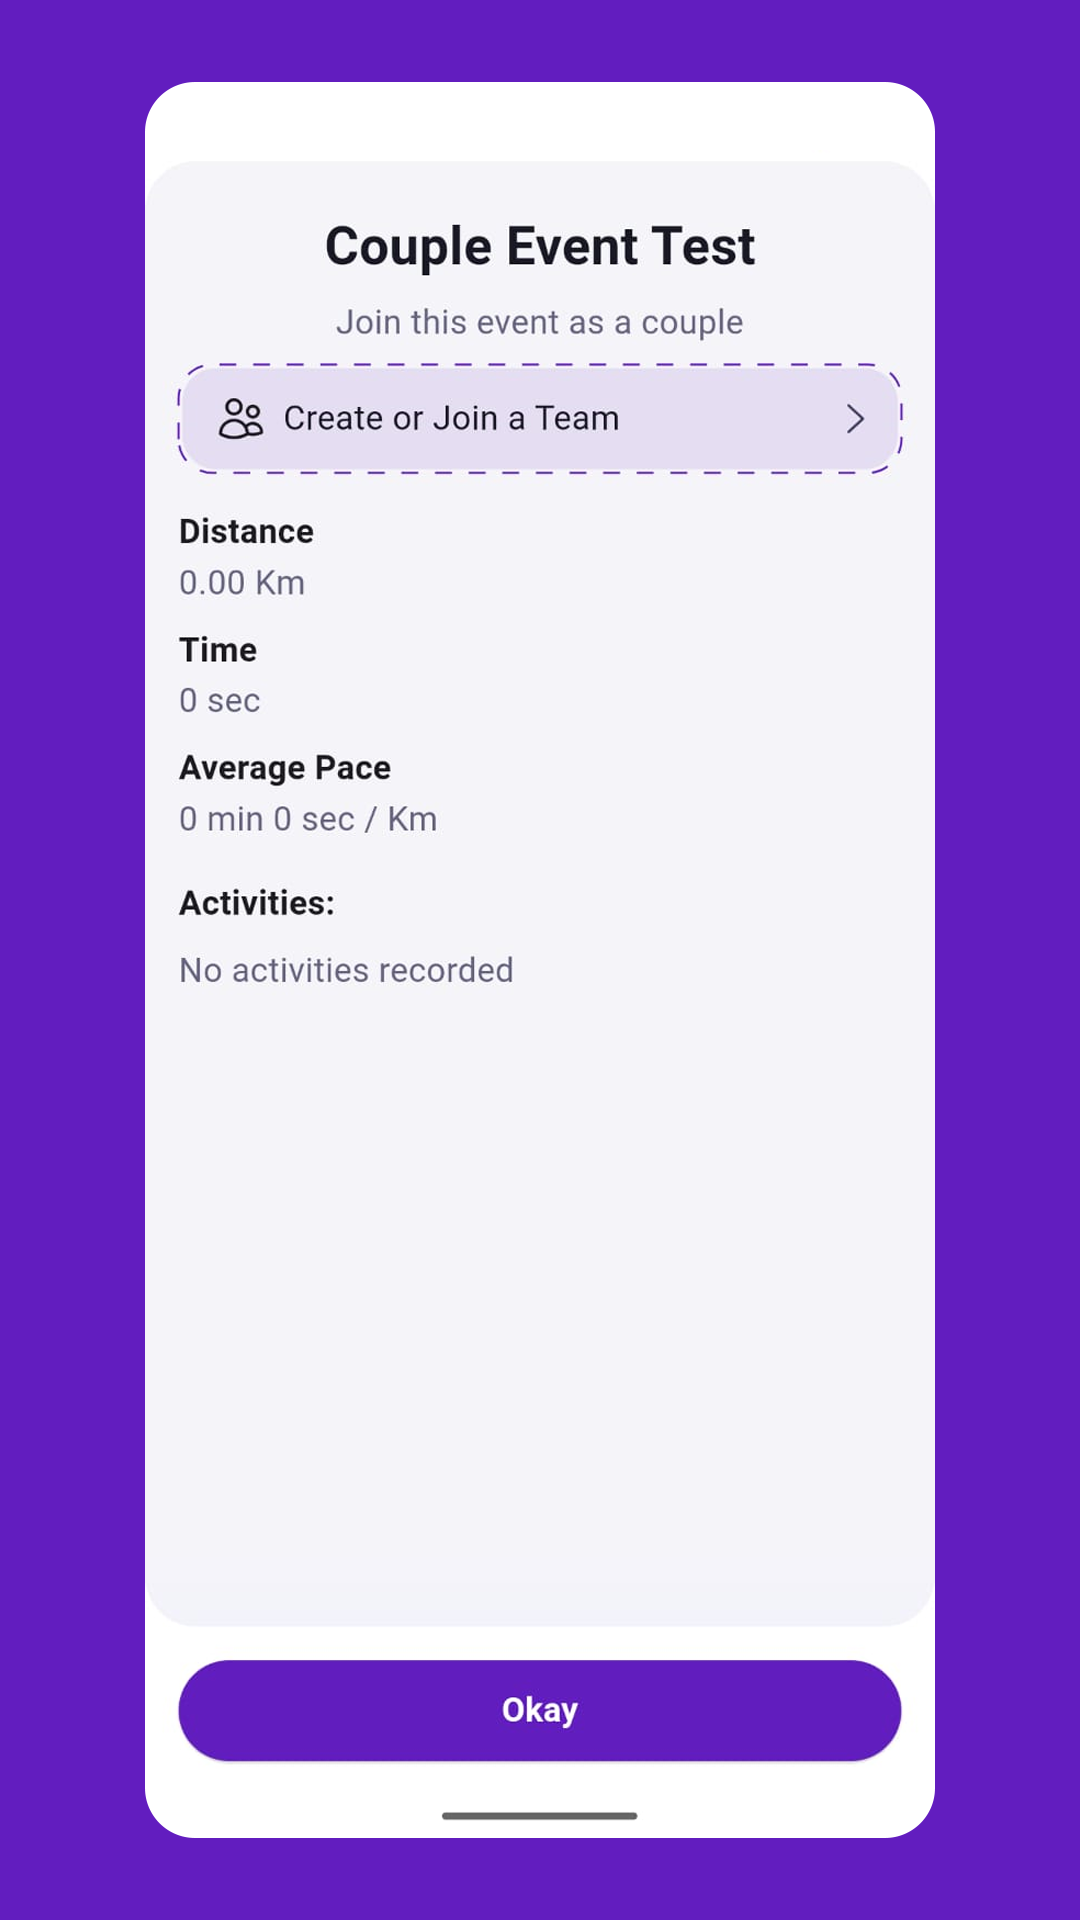 Couple Event Test
Join this event as a couple
Create or Join a Team
Distance
0.00 Km
Time
0 sec
Average Pace
0 min 0 sec / Km
Activities:
No activities recorded
Okay